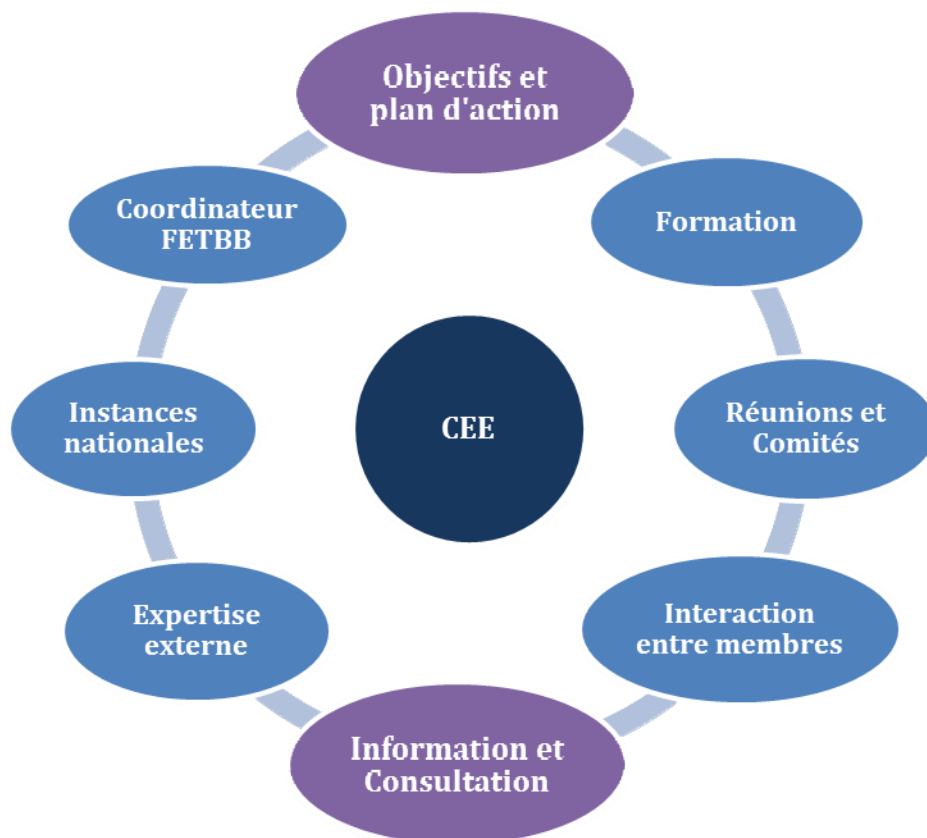 Objectifs et
plan d'action
Coordinateur
FETBB
Formation
Instances
nationales
CEE
Réunions et
Comités
Expertise
externe
Interaction
entre membres
Information et
Consultation